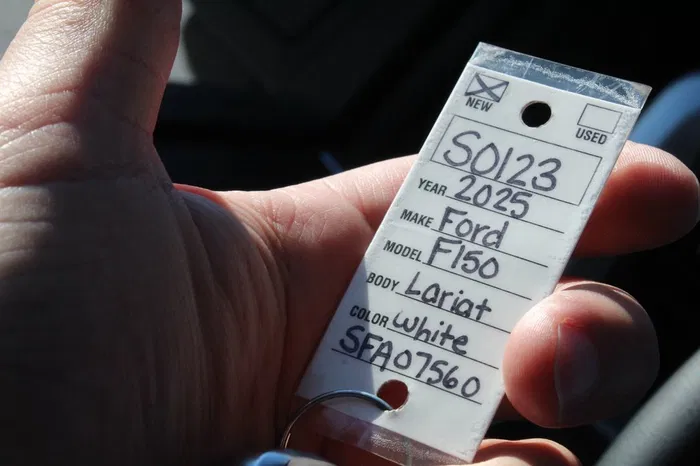 NEW USED
S0123
YEAR 2025
MAKE Ford
MODEL F150
BODY Lariat
COLOR White
SFA07560